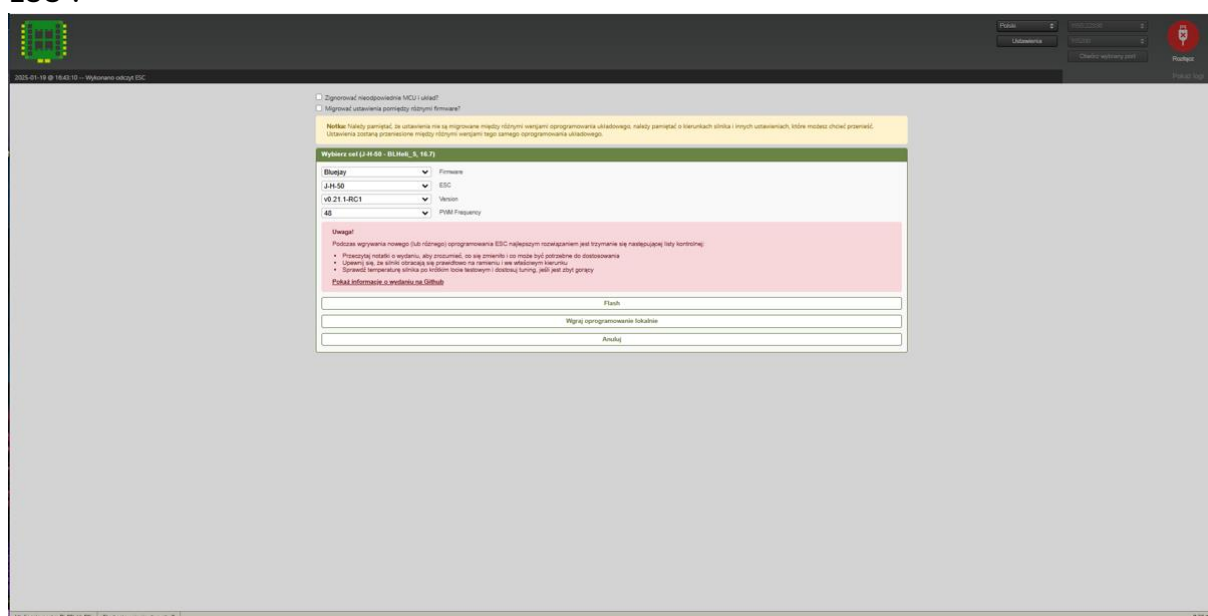 Polski
Ustawienia
Otwórz wybrany port
Rozłącz
Pokaż logi
2025-01-19 @ 16:43:10 -- Wykonano odczyt ESC
Zignorować nieodpowiednie MCU i układ?
Migrować ustawienia pomiędzy różnymi firmware?
Notka: Należy pamiętać, że ustawienia nie są migrowane między różnymi wersjami oprogramowania układowego, należy pamiętać o kierunkach silnika i innych ustawieniach, które możesz chcieć przenieść.
Ustawienia zostaną przeniesione między różnymi wersjami tego samego oprogramowania układowego.
Wybierz cel (J-H-50 - BLHeli_S, 16.7)
Bluejay Firmware
J-H-50 ESC
v0.21.1-RC1 Version
48 PWM Frequency
Uwaga!
Podczas wgrywania nowego (lub różnego) oprogramowania ESC najlepszym rozwiązaniem jest trzymanie się następującej listy kontrolnej:
Przeczytaj notatki o wydaniu, aby zrozumieć, co się zmieniło i co może być potrzebne do dostosowania
Upewnij się, że silniki obracają się prawidłowo na ramieniu i we właściwym kierunku
Sprawdź temperaturę silnika po krótkim locie testowym i dostosuj tuning, jeśli jest zbyt gorący
Pokaż informacje o wydaniu na Github
Flash
Wgraj oprogramowanie lokalnie
Anuluj